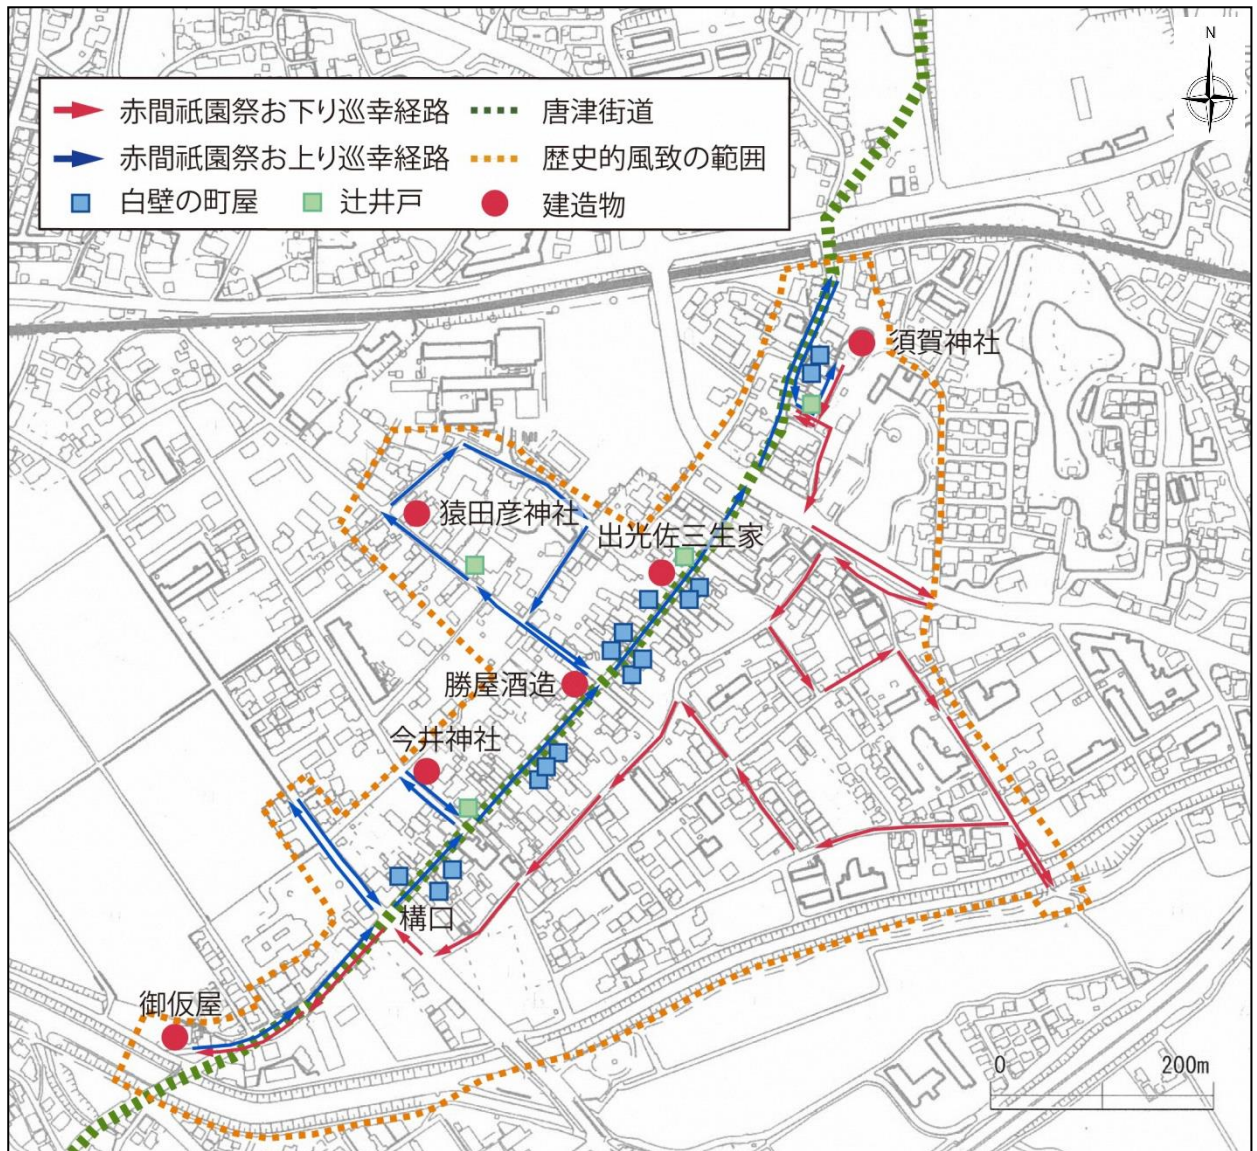 N
赤間祇園祭お下り巡幸経路
唐津街道
赤間祇園祭お上り巡幸経路
歴史的風致の範囲
白壁の町屋
辻井戸
建造物
須賀神社
猿田彦神社
出光佐三生家
勝屋酒造
今井神社
構口
御仮屋
0 200m